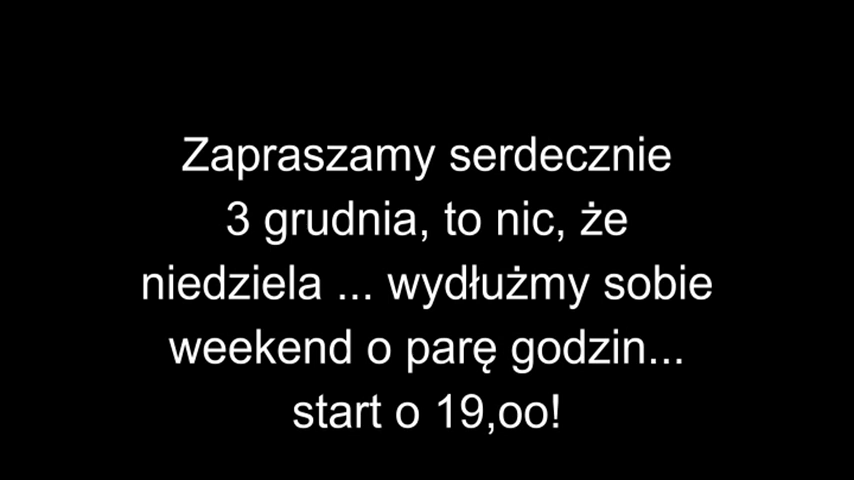 Zapraszamy serdecznie
3 grudnia, to nic, że
niedziela ... wydłużmy sobie
weekend o parę godzin...
start o 19,oo!